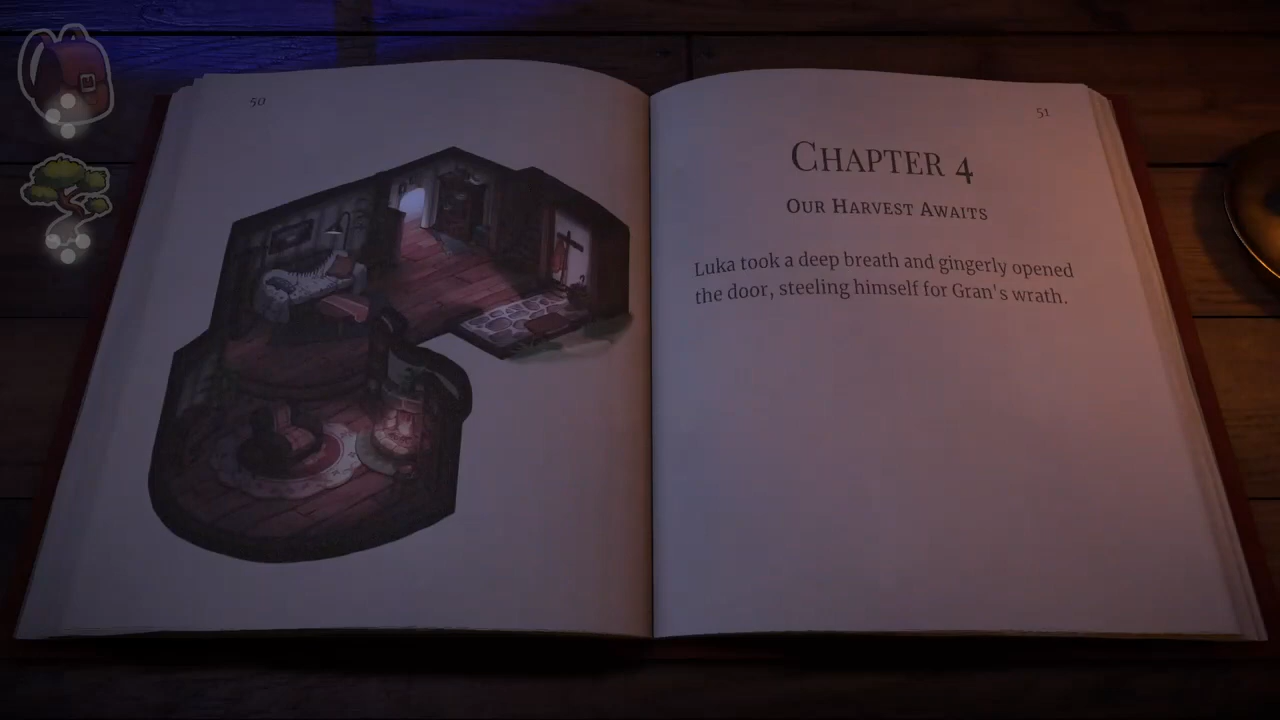 50
51
Chapter 4
Our Harvest Awaits
Luka took a deep breath and gingerly opened
the door, steeling himself for Gran's wrath.